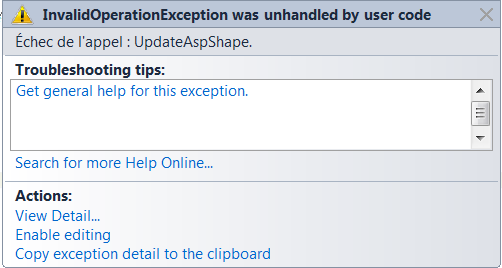 InvalidOperationException was unhandled by user code
Échec de l'appel : UpdateAspShape.
Troubleshooting tips:
Get general help for this exception.
Search for more Help Online...
Actions:
View Detail...
Enable editing
Copy exception detail to the clipboard